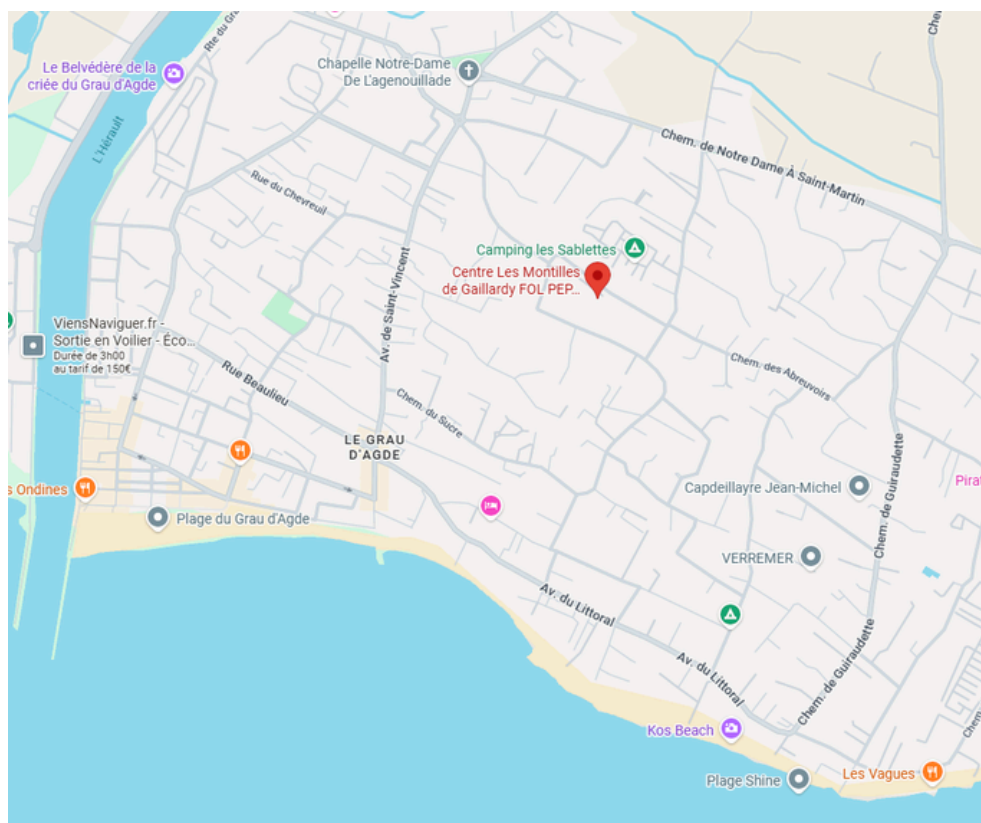 Rte du Gra
Chem
Le Belvédère de la
criée du Grau d'Agde
Chapelle Notre-Dame
De L'agenouillade
L'Hérault
Chem. de Notre Dame À Saint-Martin
Rue du Chevreuil
Camping les Sablettes
Centre Les Montilles
de Gaillardy FOL PEP...
Av. de Saint-Vincent
ViensNaviguer.fr -
Sortie en Voilier - Éco...
Durée de 3h00
au tarif de 150€
Rue Beaulieu
Chem. des Abreuvoirs
Chem. du Sucre
LE GRAU
D'AGDE
s Ondines
Capdeillayre Jean-Michel
Pirat
Plage du Grau d'Agde
Chem. de Guiraudette
VERREMER
Av. du Littoral
Av. du Littoral
Chem. de Guiraudette
Chem
Kos Beach
Plage Shine
Les Vagues